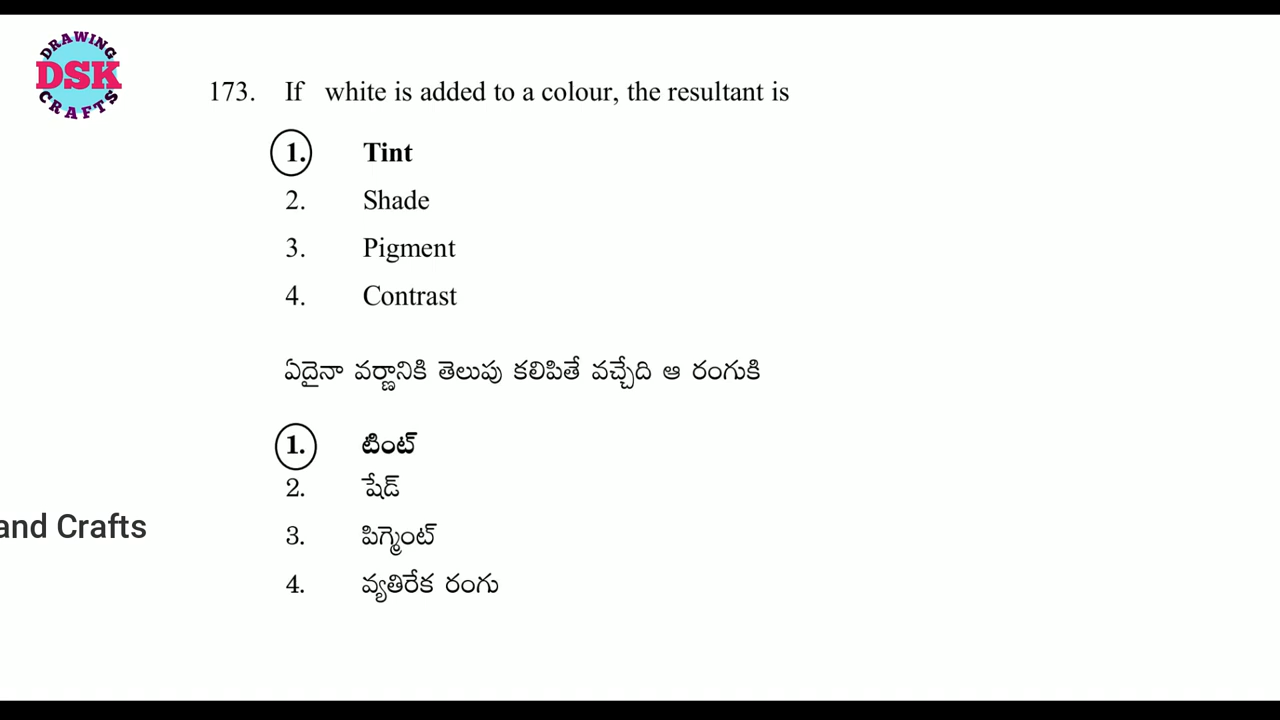 DRAWING
DSK
CRAFTS
173. If white is added to a colour, the resultant is
1. Tint
2. Shade
3. Pigment
4. Contrast
ఏదైనా వర్ణానికి తెలుపు కలిపితే వచ్చేది ఆ రంగుకి
1. టింట్
2. షేడ్
and Crafts
3. పిగ్మెంట్
4. వ్యతిరేక రంగు